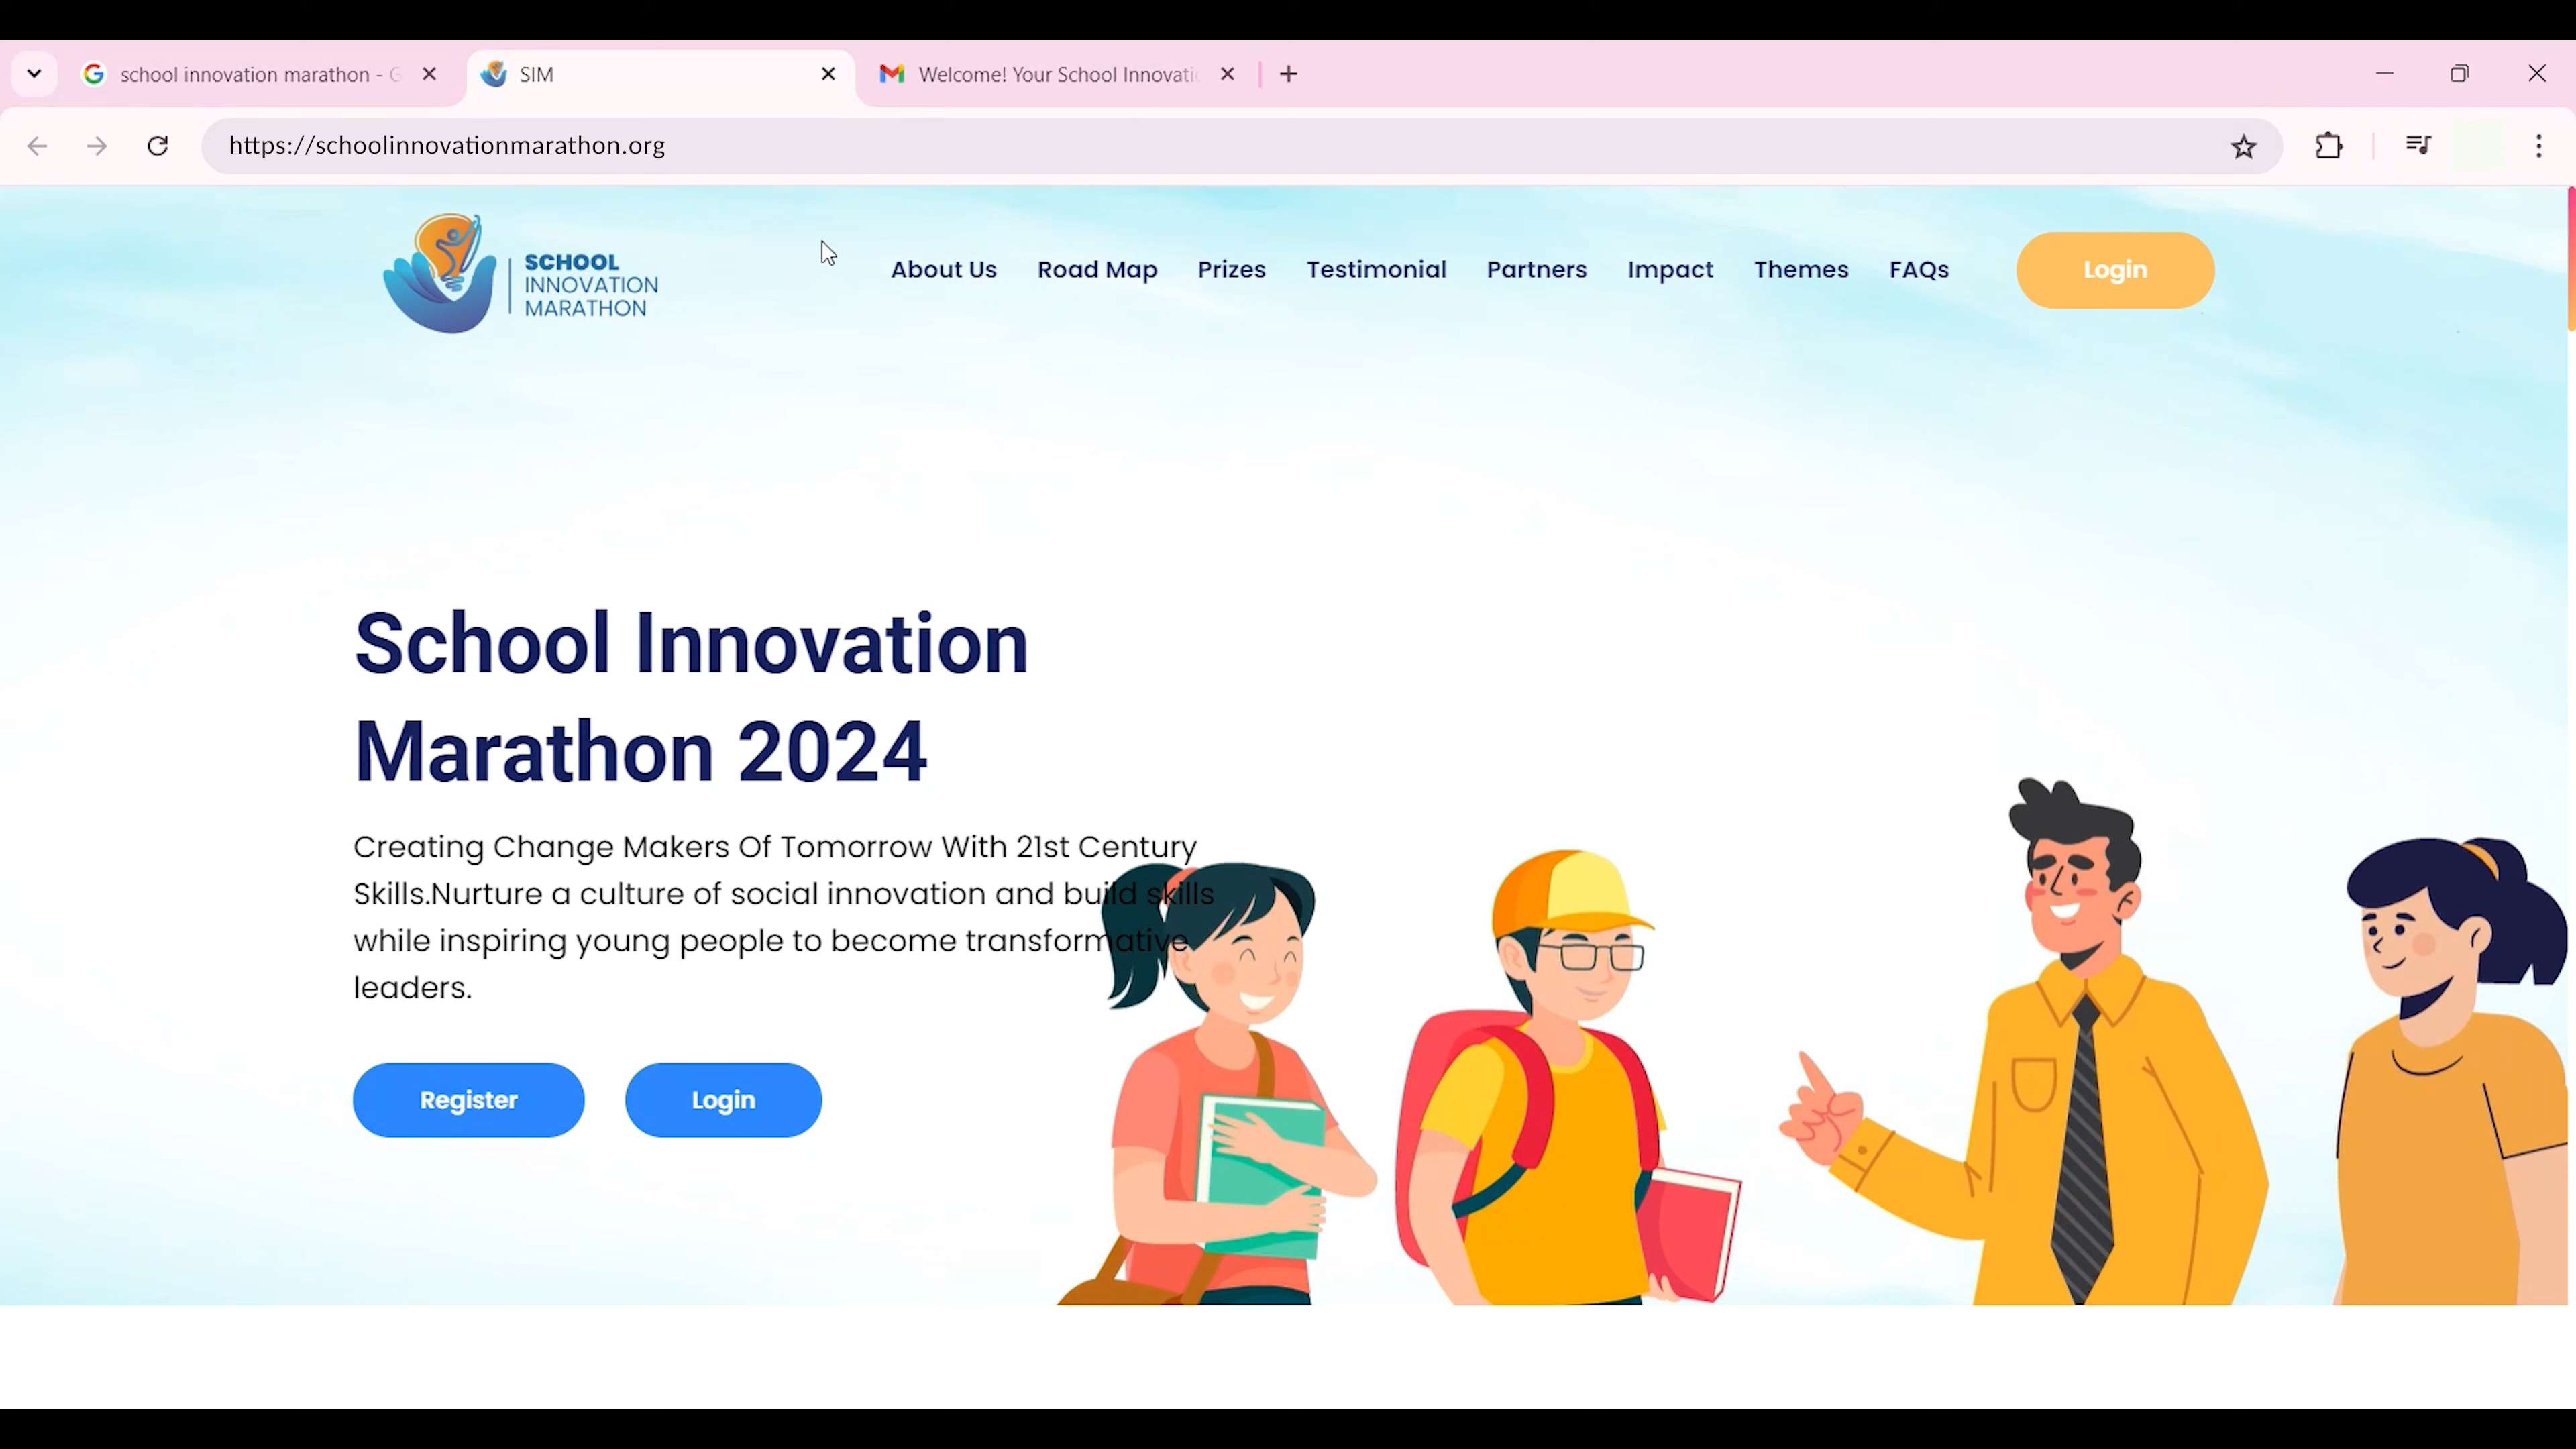 school innovation marathon - G
SIM
Welcome! Your School Innovati
https://schoolinnovationmarathon.org
SCHOOL
INNOVATION
MARATHON
About Us Road Map Prizes Testimonial Partners Impact Themes FAQs Login
School Innovation
Marathon 2024
Creating Change Makers Of Tomorrow With 21st Century
Skills.Nurture a culture of social innovation and build skills
while inspiring young people to become transformative
leaders.
Register Login